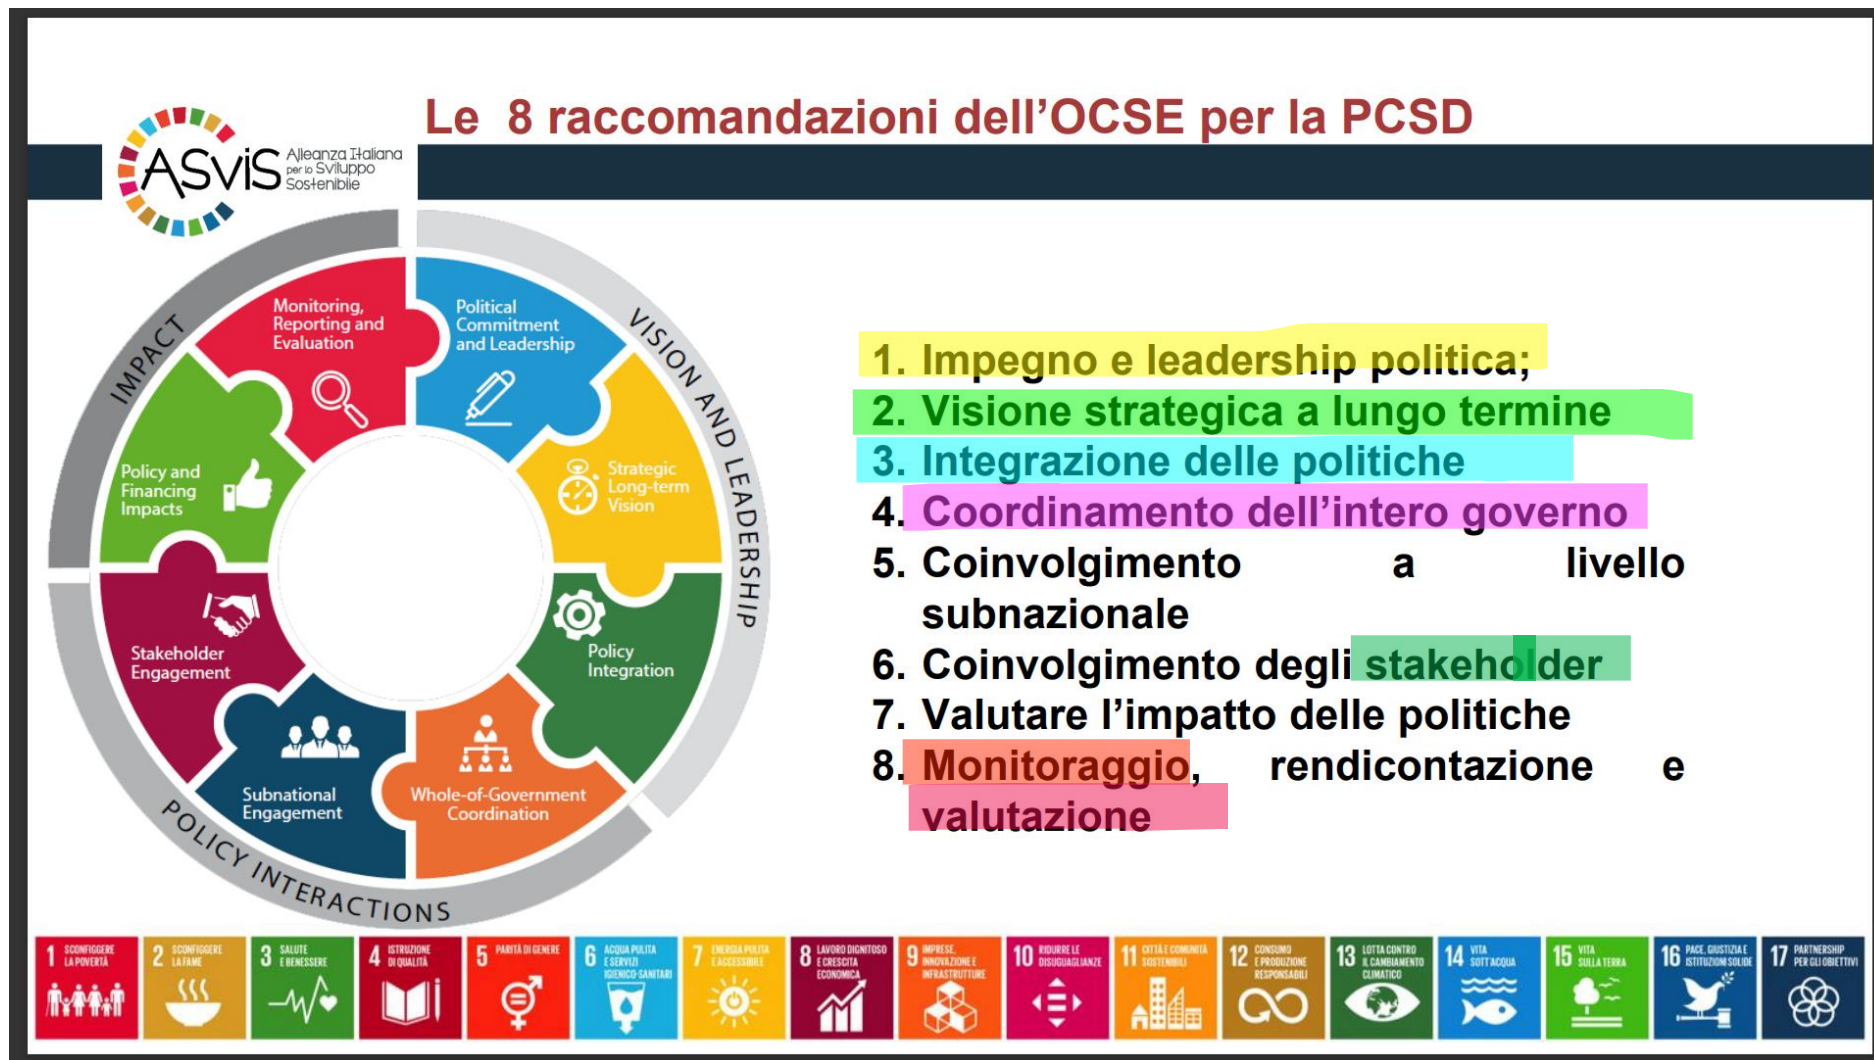 Le 8 raccomandazioni dell'OCSE per la PCSD
ASviS
Alleanza Italiana
per lo Sviluppo
Sostenibile
IMPACT
VISION AND LEADERSHIP
POLICY INTERACTIONS
Monitoring,
Reporting and
Evaluation
Political
Commitment
and Leadership
Strategic
Long-term
Vision
Policy
Integration
Whole-of-Government
Coordination
Subnational
Engagement
Stakeholder
Engagement
Policy and
Financing
Impacts
1. Impegno e leadership politica;
2. Visione strategica a lungo termine
3. Integrazione delle politiche
4. Coordinamento dell'intero governo
5. Coinvolgimento a livello
subnazionale
6. Coinvolgimento degli stakeholder
7. Valutare l'impatto delle politiche
8. Monitoraggio, rendicontazione e
valutazione
1 SCONFIGGERE
LA POVERTÀ
2 SCONFIGGERE
LA FAME
3 SALUTE
E BENESSERE
4 ISTRUZIONE
DI QUALITÀ
5 PARITÀ DI GENERE
6 ACQUA PULITA
E SERVIZI
IGIENICO-SANITARI
7 ENERGIA PULITA
E ACCESSIBILE
8 LAVORO DIGNITOSO
E CRESCITA
ECONOMICA
9 IMPRESE,
INNOVAZIONE E
INFRASTRUTTURE
10 RIDURRE LE
DISUGUAGLIANZE
11 CITTÀ E COMUNITÀ
SOSTENIBILI
12 CONSUMO
E PRODUZIONE
RESPONSABILI
13 LOTTA CONTRO
IL CAMBIAMENTO
CLIMATICO
14 VITA
SOTT'ACQUA
15 VITA
SULLA TERRA
16 PACE, GIUSTIZIA E
ISTITUZIONI SOLIDE
17 PARTNERSHIP
PER GLI OBIETTIVI